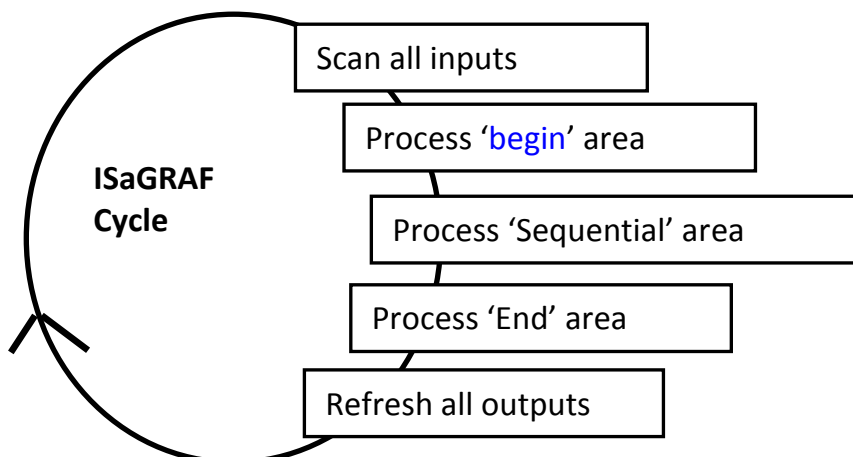 Scan all inputs
Process ‘begin’ area
ISaGRAF
Cycle
Process ‘Sequential’ area
Process ‘End’ area
Refresh all outputs